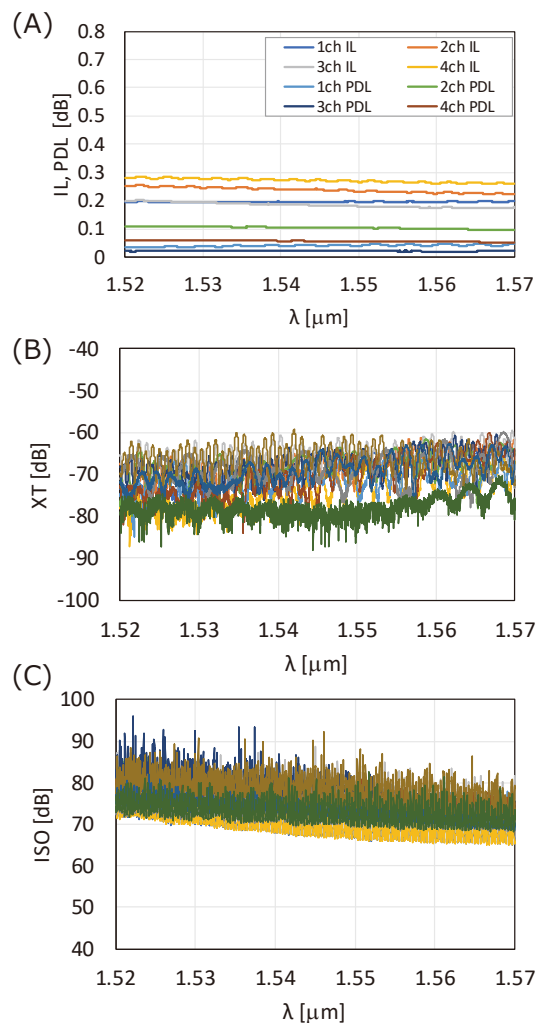 (A)
0.8
0.7
0.6
0.5
0.4
0.3
0.2
0.1
0
IL, PDL [dB]
1ch IL 2ch IL
3ch IL 4ch IL
1ch PDL 2ch PDL
3ch PDL 4ch PDL
1.52 1.53 1.54 1.55 1.56 1.57
λ [μm]
(B)
-40
-50
-60
-70
-80
-90
-100
XT [dB]
1.52 1.53 1.54 1.55 1.56 1.57
λ [μm]
(C)
100
90
80
70
60
50
40
ISO [dB]
1.52 1.53 1.54 1.55 1.56 1.57
λ [μm]